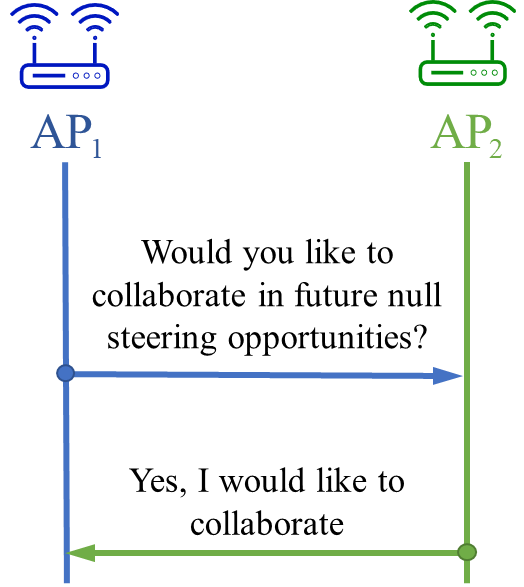 AP₁
AP₂
Would you like to
collaborate in future null
steering opportunities?
Yes, I would like to
collaborate